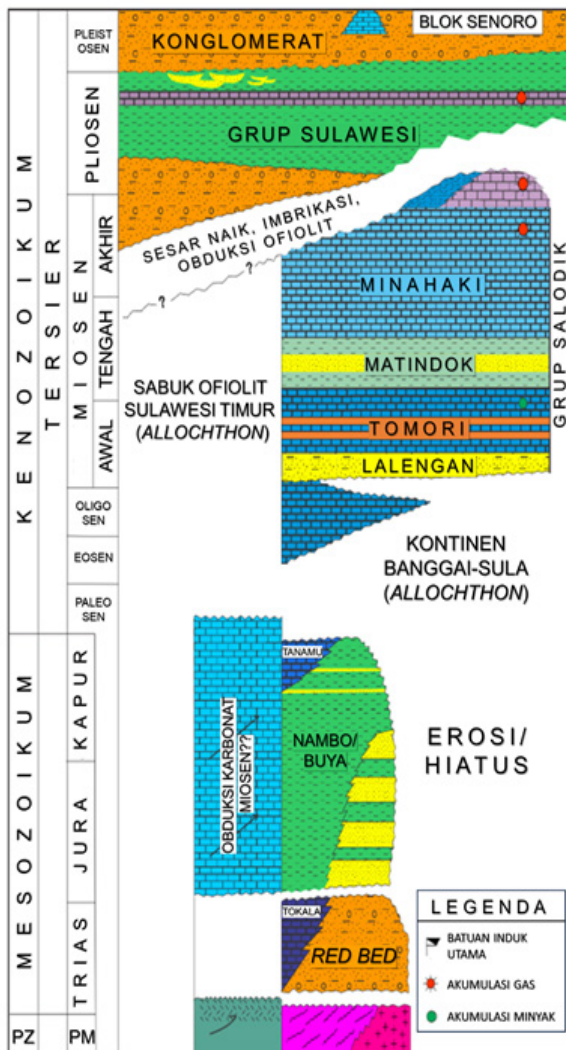 BLOK SENORO
KONGLOMERAT
GRUP SULAWESI
SESAR NAIK, IMBRIKASI,
OBDUKSI OFIOLIT
?
?
MINAHAKI
MATINDOK
TOMORI
LALENGAN
GRUP SALODIK
SABUK OFIOLIT
SULAWESI TIMUR
(ALLOCHTHON)
KONTINEN
BANGGAI-SULA
(ALLOCHTHON)
TANAMU
NAMBO/
BUYA
OBDUKSI KARBONAT
MIOSEN??
EROSI/
HIATUS
TOKALA
RED BED
KENOZOIKUM
TERSIER
PLEIST
OSEN
PLIOSEN
MIOSEN
AKHIR
TENGAH
AWAL
OLIGO
SEN
EOSEN
PALEO
SEN
MESOZOIKUM
KAPUR
JURA
TRIAS
PZ
PM
LEGENDA
BATUAN INDUK
UTAMA
AKUMULASI GAS
AKUMULASI MINYAK